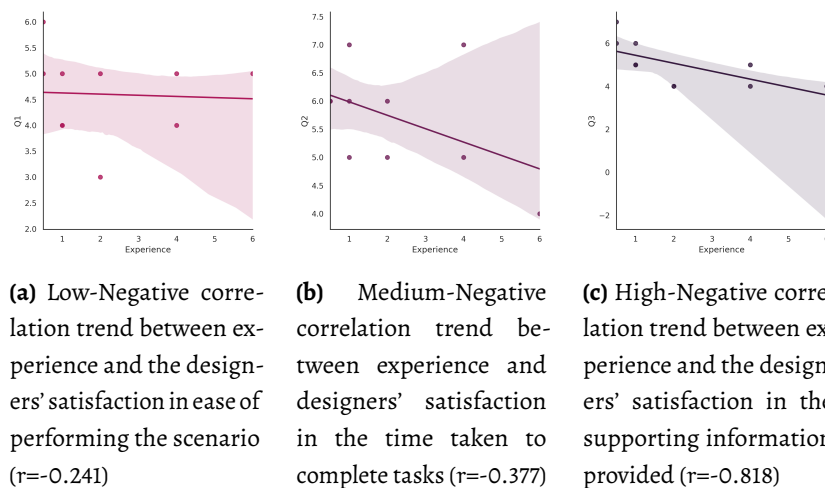 6.0
5.5
5.0
4.5
4.0
3.5
3.0
2.5
2.0
Q1
1 2 3 4 6
Experience
7.5
7.0
6.5
6.0
5.5
5.0
4.5
4.0
Q2
1 2 3 4 6
Experience
6
4
2
0
−2
Q3
1 2 3 4 6
Experience
(a) Low-Negative corre-
lation trend between ex-
perience and the design-
ers’ satisfaction in ease of
performing the scenario
(r=-0.241)
(b) Medium-Negative
correlation trend be-
tween experience and
designers’ satisfaction
in the time taken to
complete tasks (r=-0.377)
(c) High-Negative corre
lation trend between ex
perience and the design
ers’ satisfaction in the
supporting information
provided (r=-0.818)